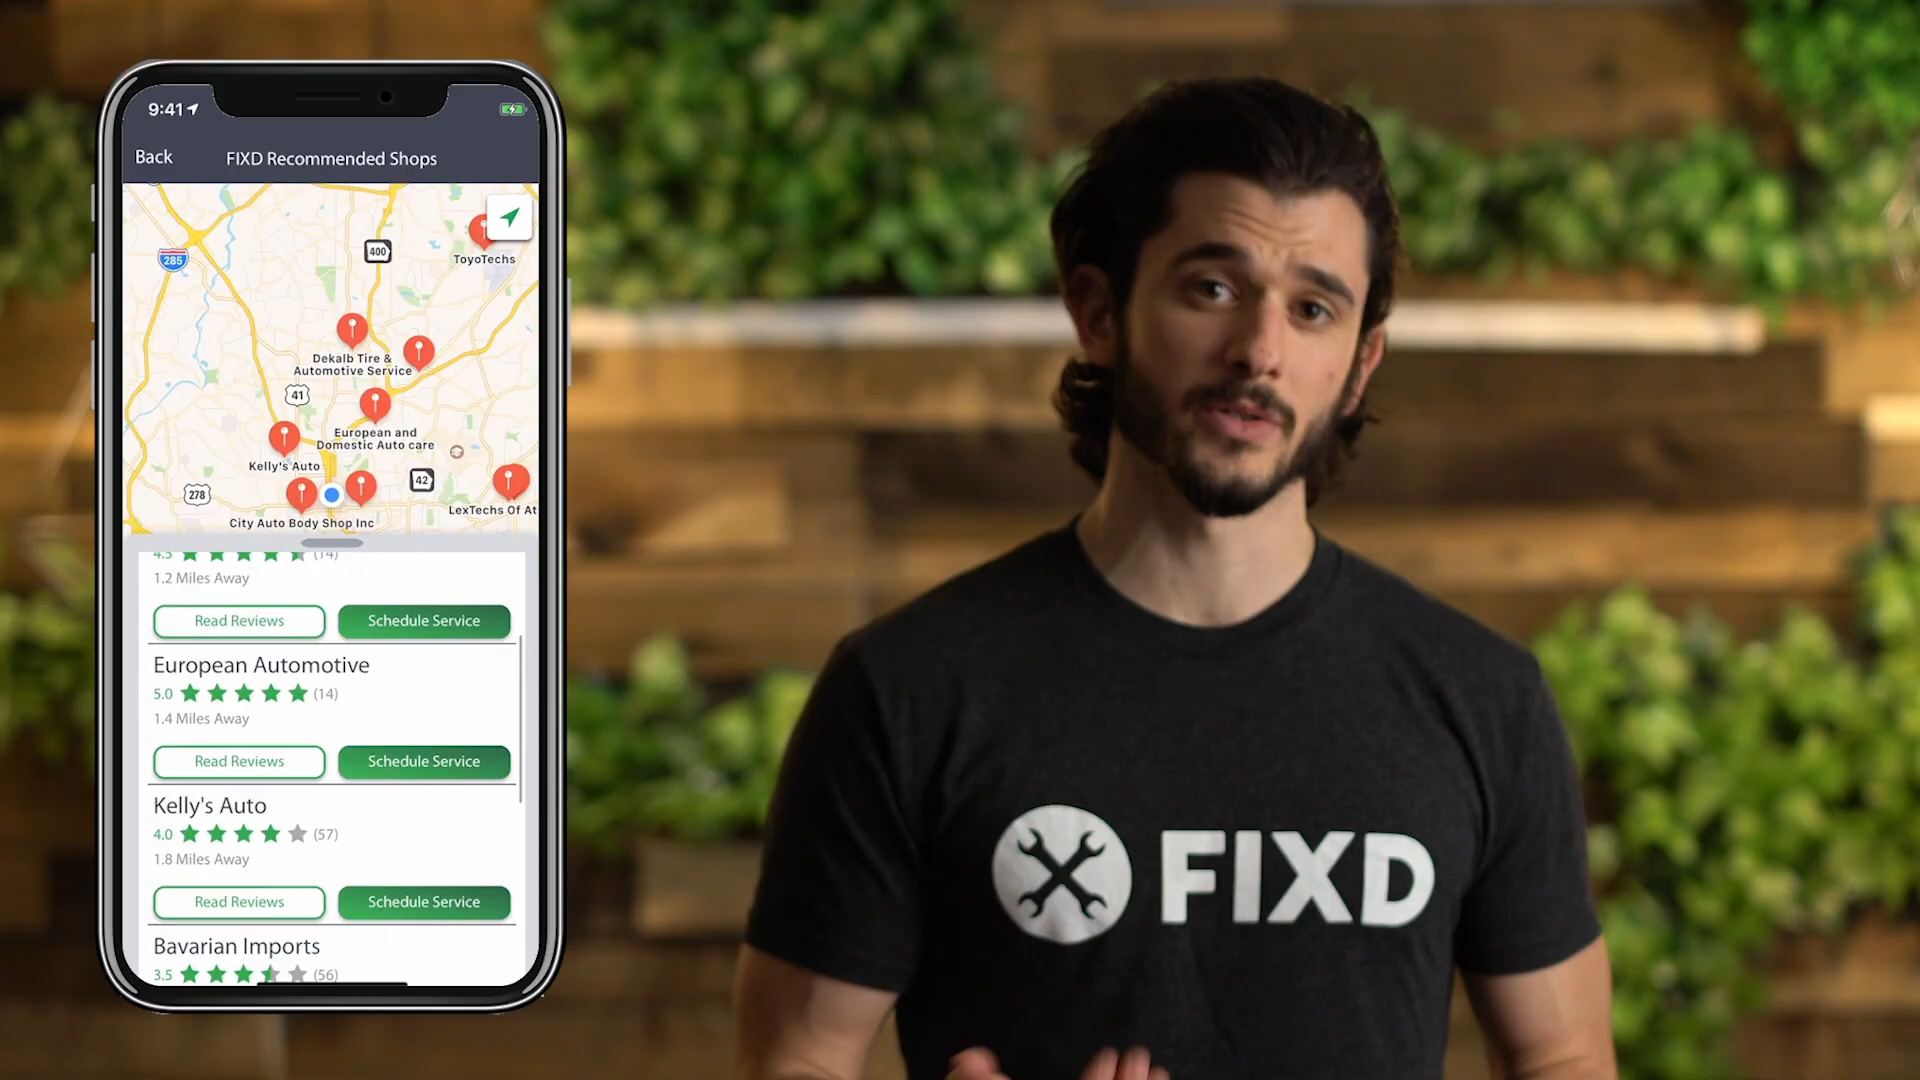 9:41
Back
FIXD Recommended Shops
285
400
ToyoTechs
Dekalb Tire &
Automotive Service
41
European and
Domestic Auto care
Kelly's Auto
278
42
LexTechs Of At
City Auto Body Shop Inc
4.5 (14)
1.2 Miles Away
Read Reviews
Schedule Service
European Automotive
5.0 (14)
1.4 Miles Away
Read Reviews
Schedule Service
Kelly's Auto
4.0 (57)
1.8 Miles Away
Read Reviews
Schedule Service
Bavarian Imports
3.5 (56)
FIXD